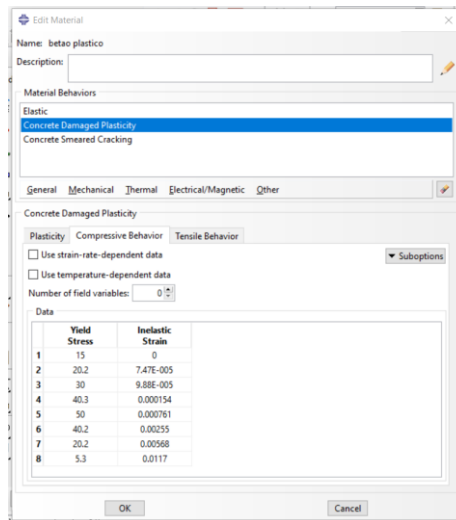 Edit Material
Name: betao plastico
Description:
Material Behaviors
Elastic
Concrete Damaged Plasticity
Concrete Smeared Cracking
General Mechanical Thermal Electrical/Magnetic Other
Concrete Damaged Plasticity
Plasticity Compressive Behavior Tensile Behavior
Use strain-rate-dependent data Suboptions
Use temperature-dependent data
Number of field variables: 0
Data
Yield Inelastic
Stress Strain
1 15 0
2 20.2 7.47E-005
3 30 9.88E-005
4 40.3 0.000154
5 50 0.000761
6 40.2 0.00255
7 20.2 0.00568
8 5.3 0.0117
OK Cancel